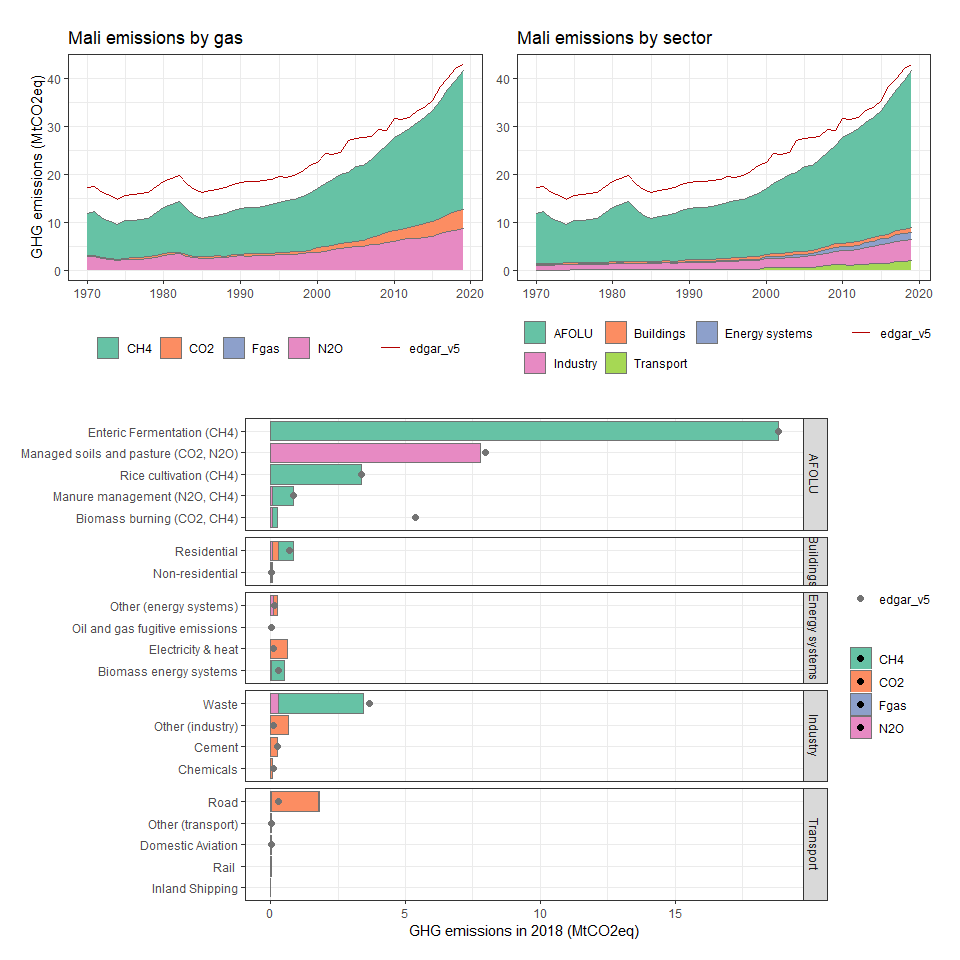 Mali emissions by gas
Mali emissions by sector
GHG emissions (MtCO2eq)
40
30
20
10
0
1970
1980
1990
2000
2010
2020
40
30
20
10
0
1970
1980
1990
2000
2010
2020
CH4
CO2
Fgas
N2O
edgar_v5
AFOLU
Buildings
Energy systems
edgar_v5
Industry
Transport
Enteric Fermentation (CH4)
Managed soils and pasture (CO2, N2O)
Rice cultivation (CH4)
Manure management (N2O, CH4)
Biomass burning (CO2, CH4)
AFOLU
Residential
Non-residential
Buildings
Other (energy systems)
Oil and gas fugitive emissions
Electricity & heat
Biomass energy systems
Energy systems
Waste
Other (industry)
Cement
Chemicals
Industry
Road
Other (transport)
Domestic Aviation
Rail
Inland Shipping
Transport
0
5
10
15
GHG emissions in 2018 (MtCO2eq)
edgar_v5
CH4
CO2
Fgas
N2O